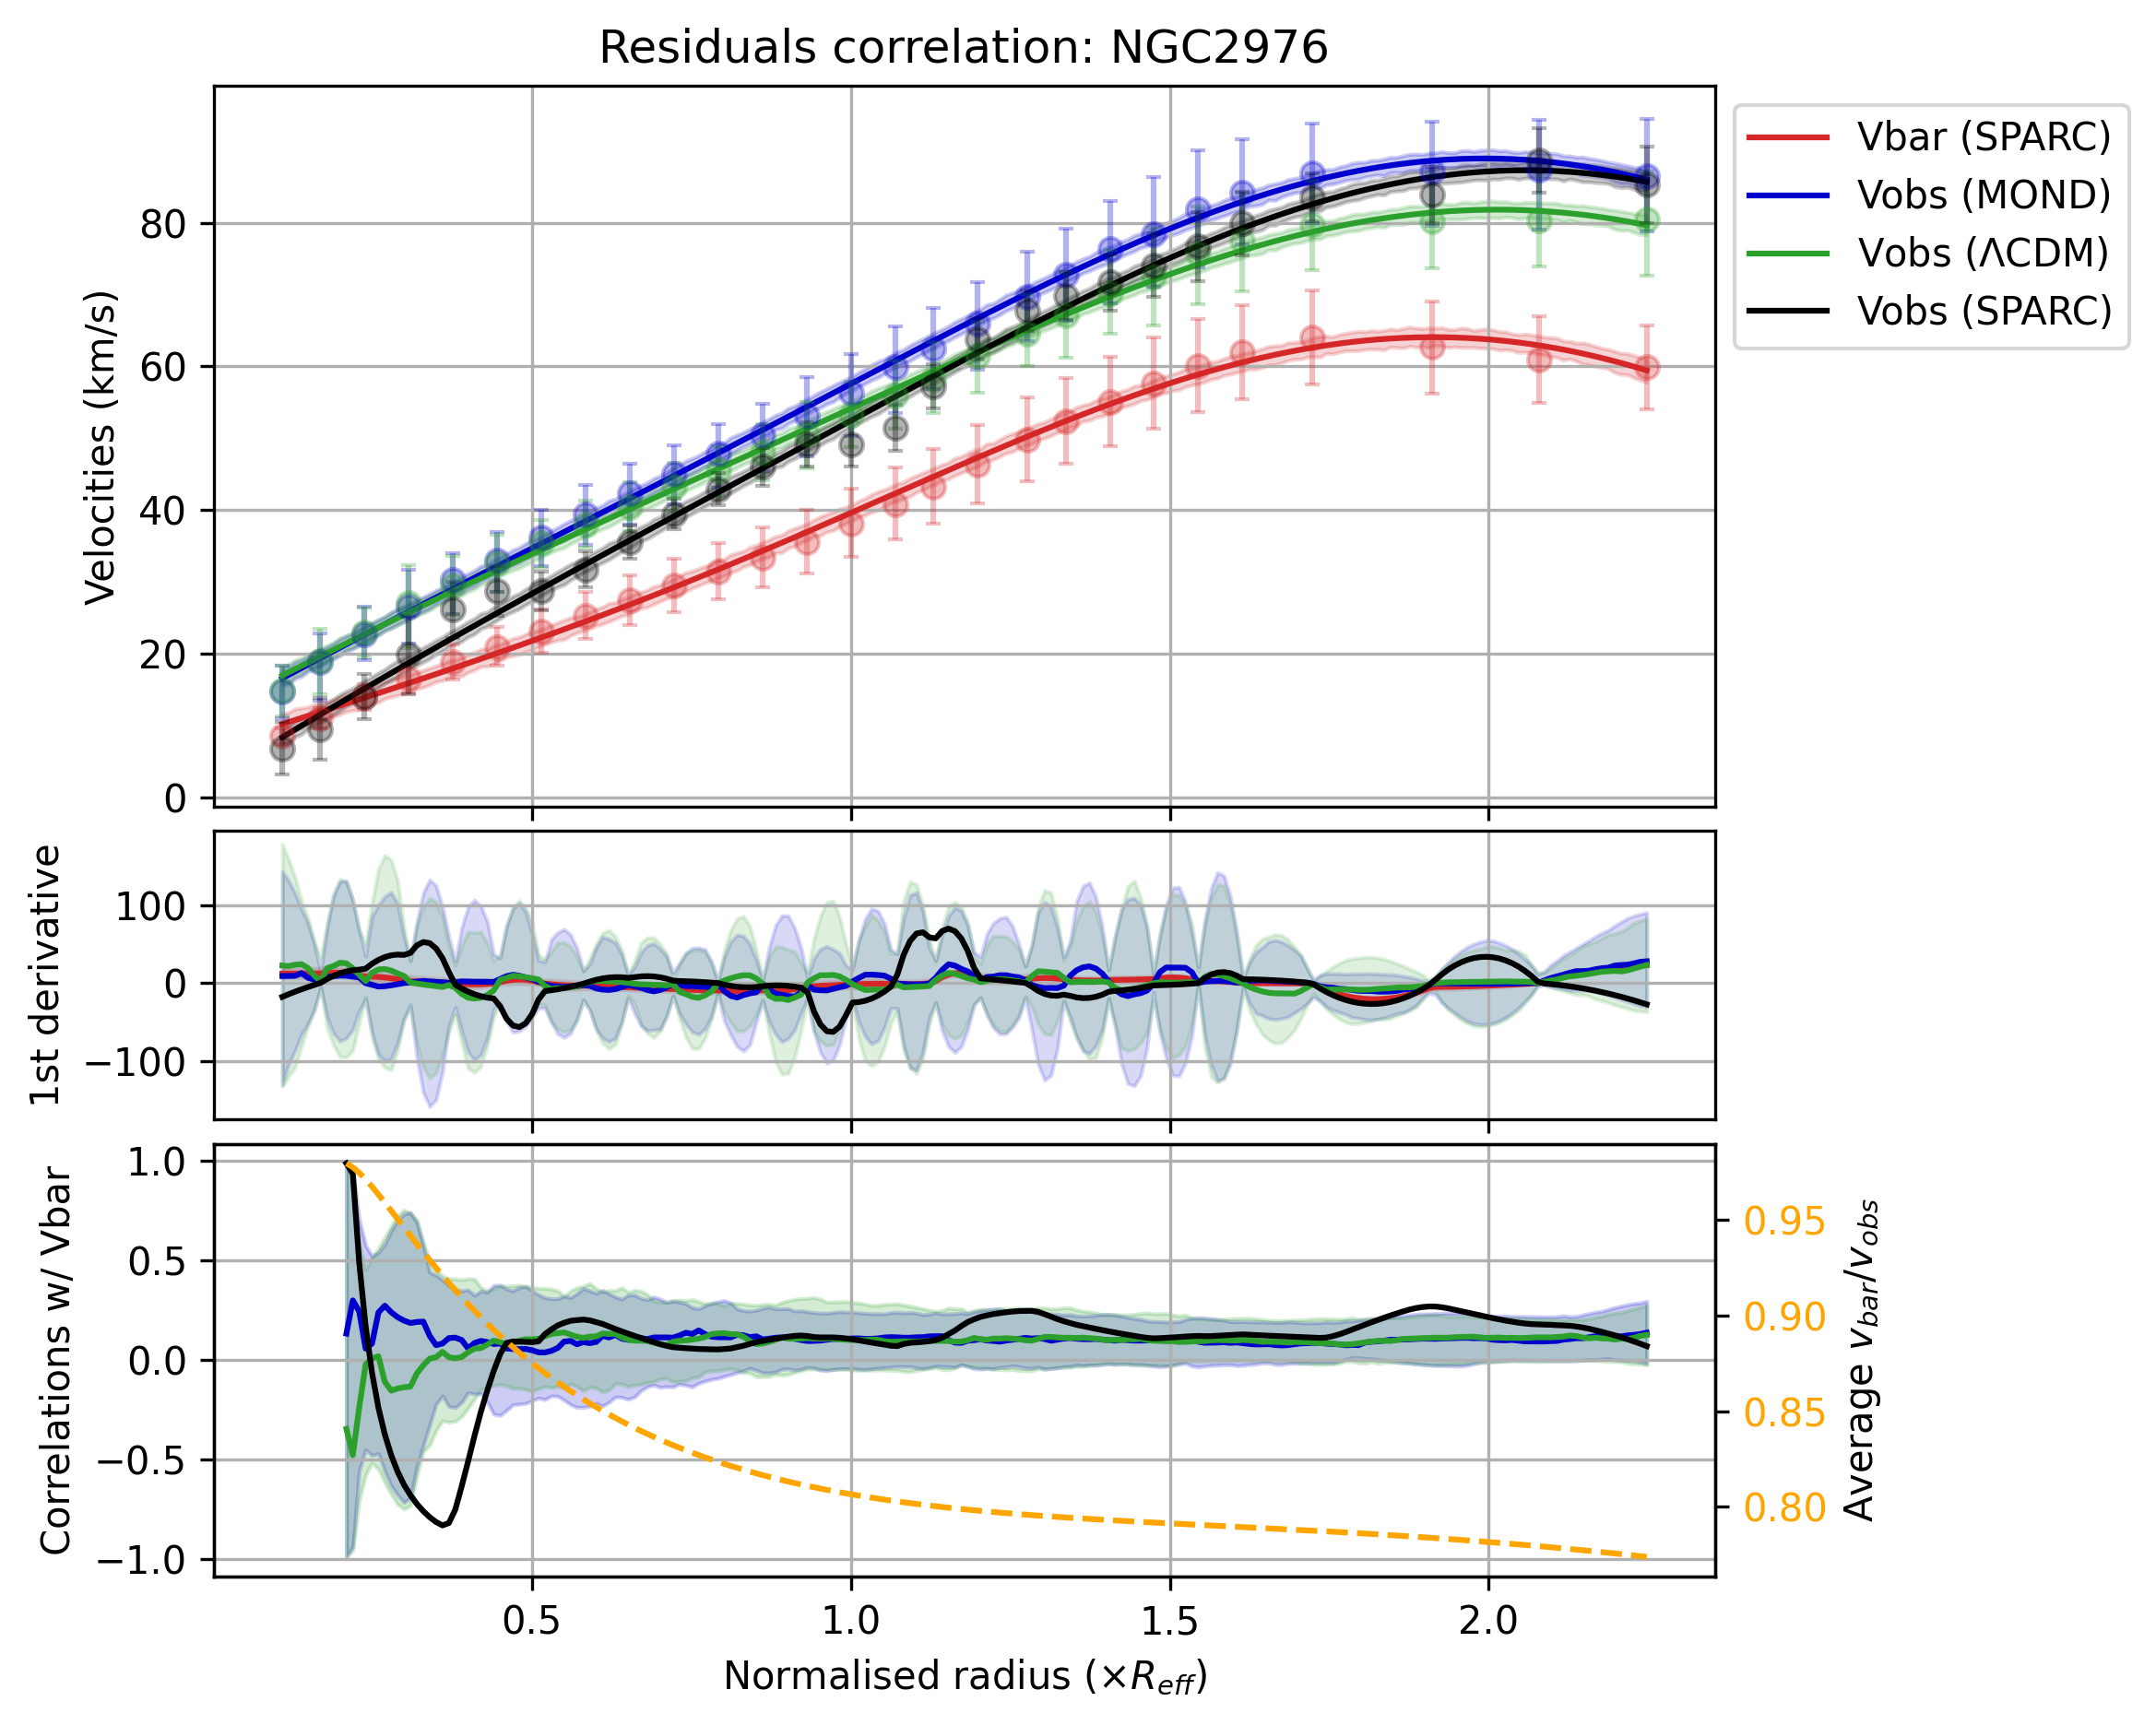 Residuals correlation: NGC2976
Velocities (km/s)
80
60
40
20
0
Vbar (SPARC)
Vobs (MOND)
Vobs (ΛCDM)
Vobs (SPARC)
1st derivative
100
0
−100
Correlations w/ Vbar
1.0
0.5
0.0
−0.5
−1.0
0.95
0.90
0.85
0.80
Average v_bar/v_obs
0.5 1.0 1.5 2.0
Normalised radius (×R_eff)